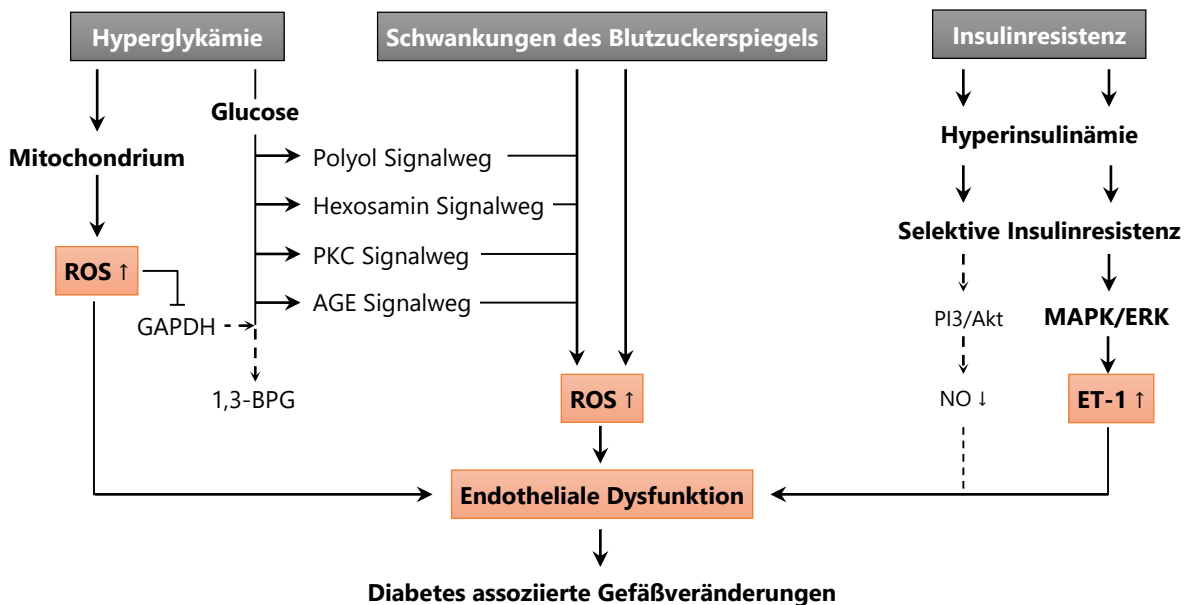 Hyperglykämie
Schwankungen des Blutzuckerspiegels
Insulinresistenz
Glucose
Mitochondrium
Polyol Signalweg
Hexosamin Signalweg
PKC Signalweg
AGE Signalweg
ROS ↑
GAPDH
1,3-BPG
ROS ↑
Hyperinsulinämie
Selektive Insulinresistenz
PI3/Akt
MAPK/ERK
NO ↓
ET-1 ↑
Endotheliale Dysfunktion
Diabetes assoziierte Gefäßveränderungen